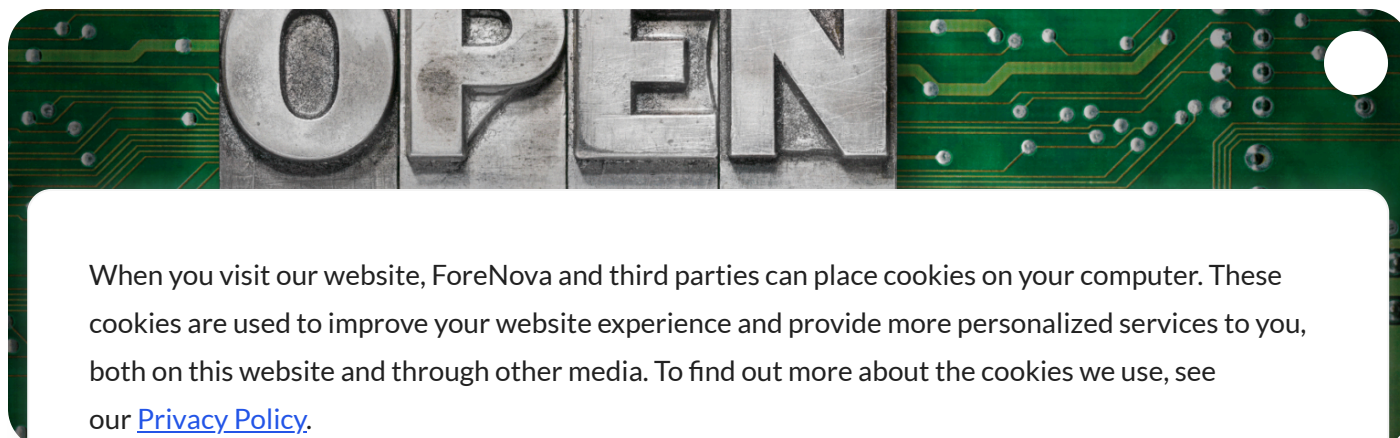 OPEN
When you visit our website, ForeNova and third parties can place cookies on your computer. These
cookies are used to improve your website experience and provide more personalized services to you,
both on this website and through other media. To find out more about the cookies we use, see
our Privacy Policy.